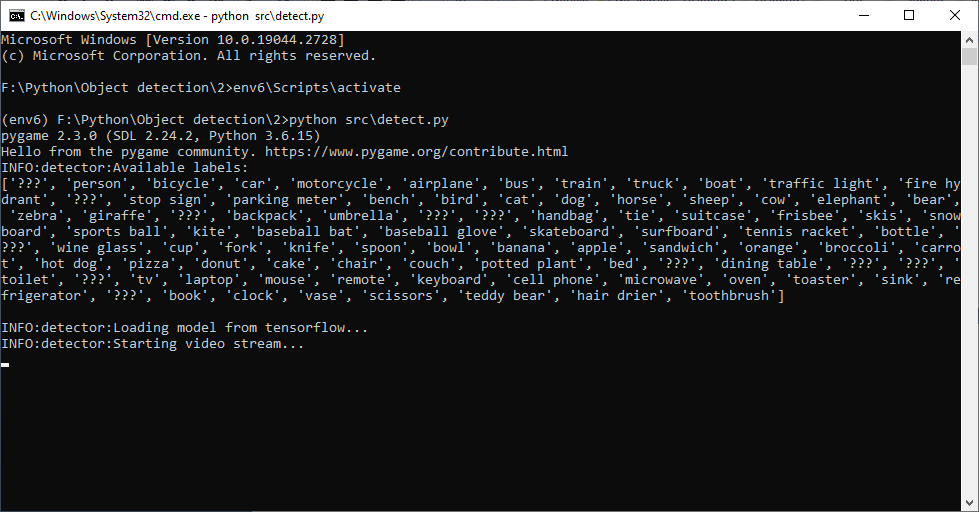 C:\Windows\System32\cmd.exe - python  src\detect.py
Microsoft Windows [Version 10.0.19044.2728]
(c) Microsoft Corporation. All rights reserved.
F:\Python\Object detection\2>env6\Scripts\activate
(env6) F:\Python\Object detection\2>python src\detect.py
pygame 2.3.0 (SDL 2.24.2, Python 3.6.15)
Hello from the pygame community. https://www.pygame.org/contribute.html
INFO:detector:Available labels:
['???', 'person', 'bicycle', 'car', 'motorcycle', 'airplane', 'bus', 'train', 'truck', 'boat', 'traffic light', 'fire hy
drant', '???', 'stop sign', 'parking meter', 'bench', 'bird', 'cat', 'dog', 'horse', 'sheep', 'cow', 'elephant', 'bear',
 'zebra', 'giraffe', '???', 'backpack', 'umbrella', '???', '???', 'handbag', 'tie', 'suitcase', 'frisbee', 'skis', 'snow
board', 'sports ball', 'kite', 'baseball bat', 'baseball glove', 'skateboard', 'surfboard', 'tennis racket', 'bottle', '
???', 'wine glass', 'cup', 'fork', 'knife', 'spoon', 'bowl', 'banana', 'apple', 'sandwich', 'orange', 'broccoli', 'carro
t', 'hot dog', 'pizza', 'donut', 'cake', 'chair', 'couch', 'potted plant', 'bed', '???', 'dining table', '???', '???', '
toilet', '???', 'tv', 'laptop', 'mouse', 'remote', 'keyboard', 'cell phone', 'microwave', 'oven', 'toaster', 'sink', 're
frigerator', '???', 'book', 'clock', 'vase', 'scissors', 'teddy bear', 'hair drier', 'toothbrush']
INFO:detector:Loading model from tensorflow...
INFO:detector:Starting video stream...